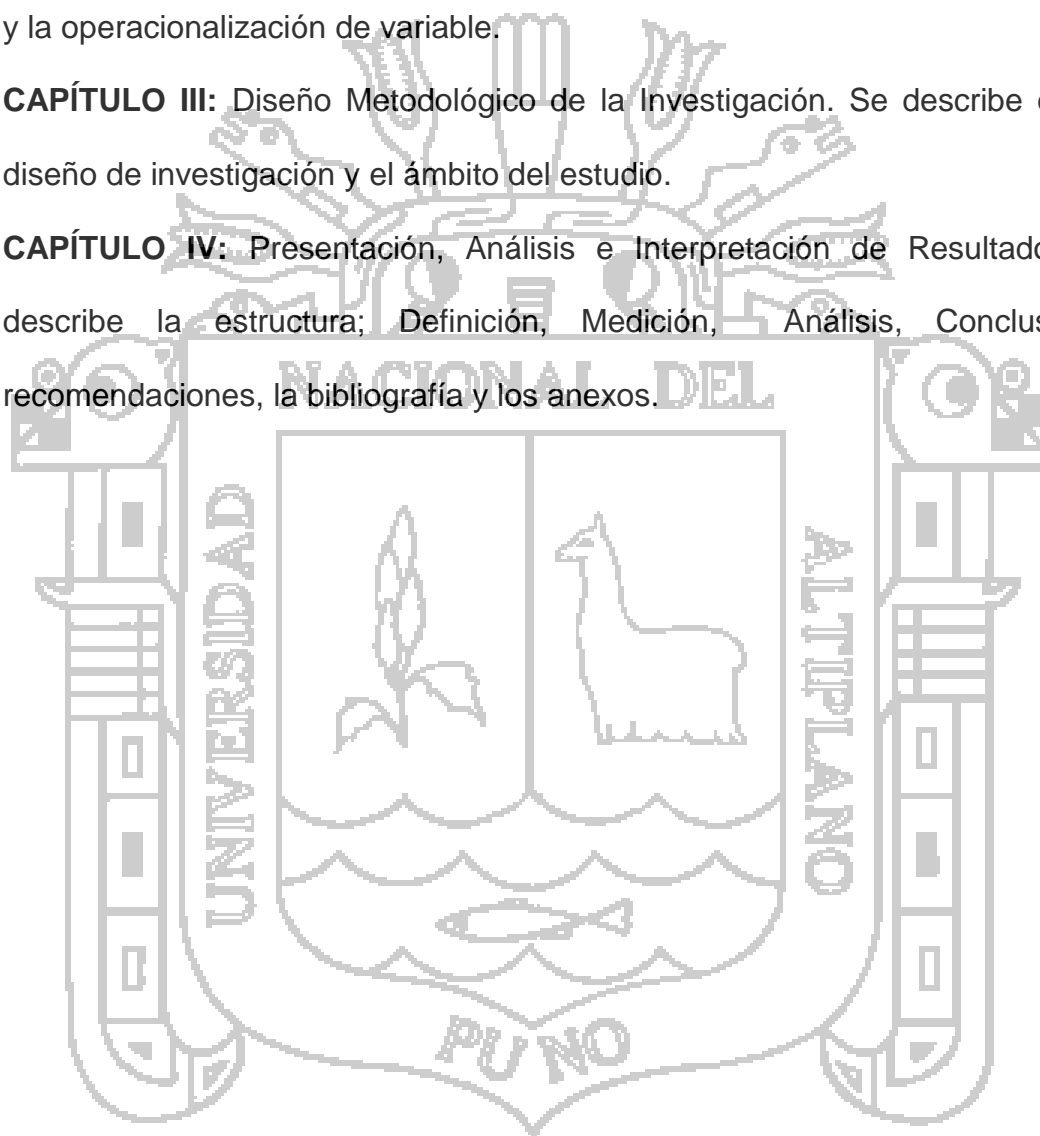 y la operacionalización de variable.
CAPÍTULO III: Diseño Metodológico de la Investigación. Se describe
diseño de investigación y el ámbito del estudio.
CAPÍTULO IV: Presentación, Análisis e Interpretación de Resultado
describe la estructura; Definición, Medición, Análisis, Conclus
recomendaciones, la bibliografía y los anexos.
NACIONAL DEL
UNIVERSIDAD
ALTIPLANO
PUNO